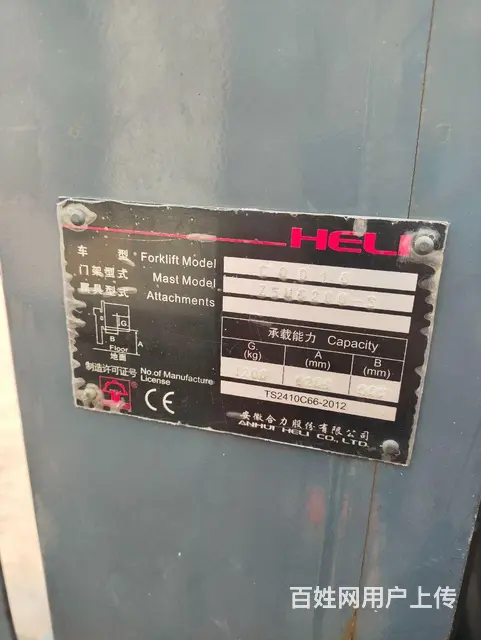 HELI
车 型 Forklift Model CQD16
门架型式 Mast Model
属具型式 Attachments
承载能力 Capacity
G (kg) A (mm) B (mm)
G
B A
Floor
地面
制造许可证号 No of Manufacture License
TS2410C66-2012
CE
安徽合力股份有限公司
ANHUI HELI CO., LTD.
百姓网用户上传